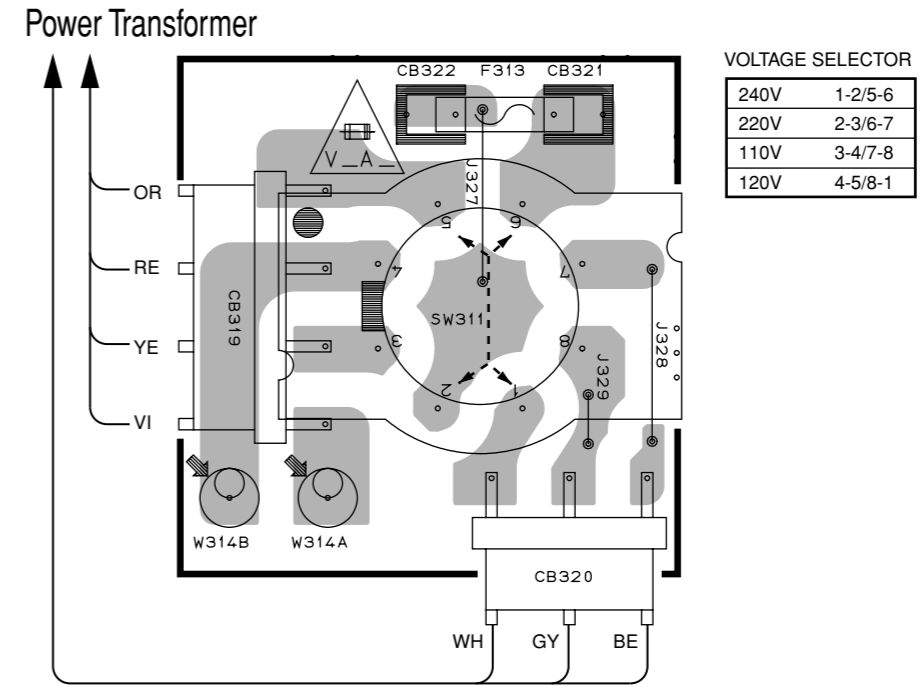 Power Transformer
CB322 F313 CB321
VOLTAGE SELECTOR
240V 1-2/5-6
220V 2-3/6-7
110V 3-4/7-8
120V 4-5/8-1
V_A_
J327
OR
5 6
RE
4 7
CB319
SW311
YE
3 8
J329
J328
2 1
VI
W314B W314A
CB320
WH GY BE